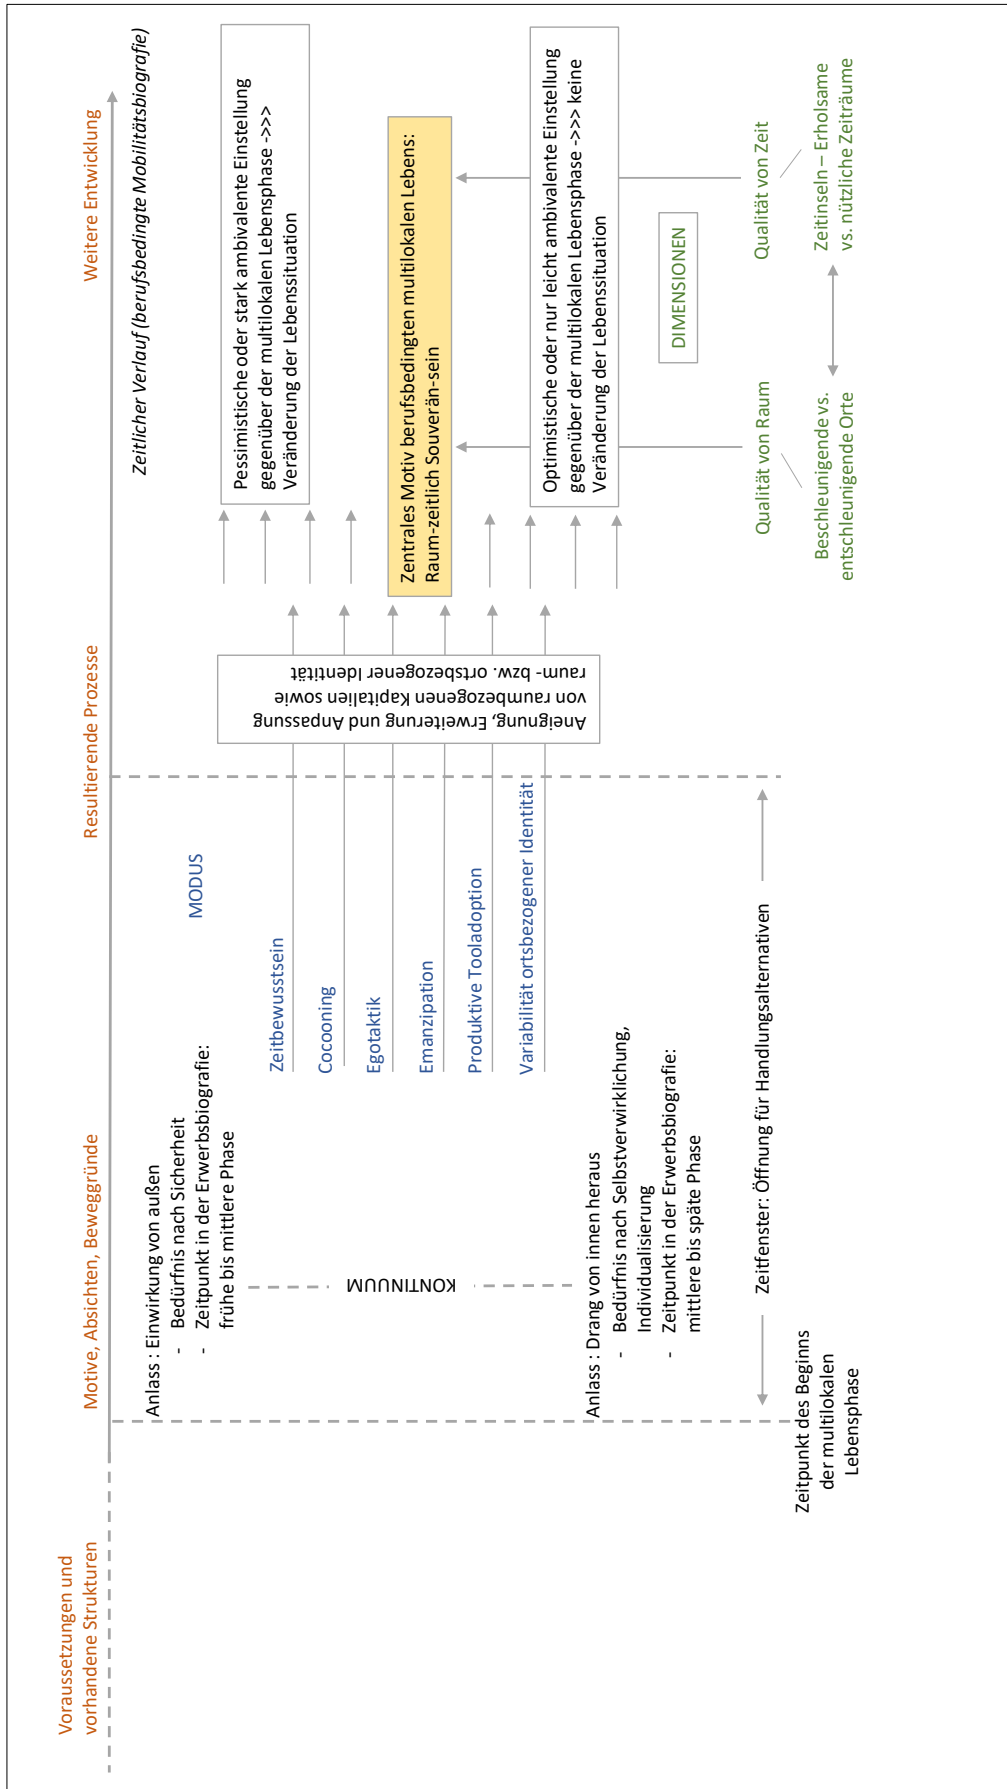 Voraussetzungen und
vorhandene Strukturen
Motive, Absichten, Beweggründe
Resultierende Prozesse
Weitere Entwicklung
Zeitlicher Verlauf (berufsbedingte Mobilitätsbiografie)
Anlass : Einwirkung von außen
- Bedürfnis nach Sicherheit
- Zeitpunkt in der Erwerbsbiografie:
frühe bis mittlere Phase
KONTINUUM
Anlass : Drang von innen heraus
- Bedürfnis nach Selbstverwirklichung,
Individualisierung
- Zeitpunkt in der Erwerbsbiografie:
mittlere bis späte Phase
MODUS
Zeitbewusstsein
Cocooning
Egotaktik
Emanzipation
Produktive Tooladoption
Variabilität ortsbezogener Identität
Aneignung, Erweiterung und Anpassung
von raumbezogenen Kapitalien sowie
raum- bzw. ortsbezogener Identität
Pessimistische oder stark ambivalente Einstellung
gegenüber der multilokalen Lebensphase ->>>
Veränderung der Lebenssituation
Zentrales Motiv berufsbedingten multilokalen Lebens:
Raum-zeitlich Souverän-sein
Optimistische oder nur leicht ambivalente Einstellung
gegenüber der multilokalen Lebensphase ->>> keine
Veränderung der Lebenssituation
DIMENSIONEN
Qualität von Raum
Qualität von Zeit
Beschleunigende vs.
entschleunigende Orte
Zeitinseln – Erholsame
vs. nützliche Zeiträume
Zeitfenster: Öffnung für Handlungsalternativen
Zeitpunkt des Beginns
der multilokalen
Lebensphase